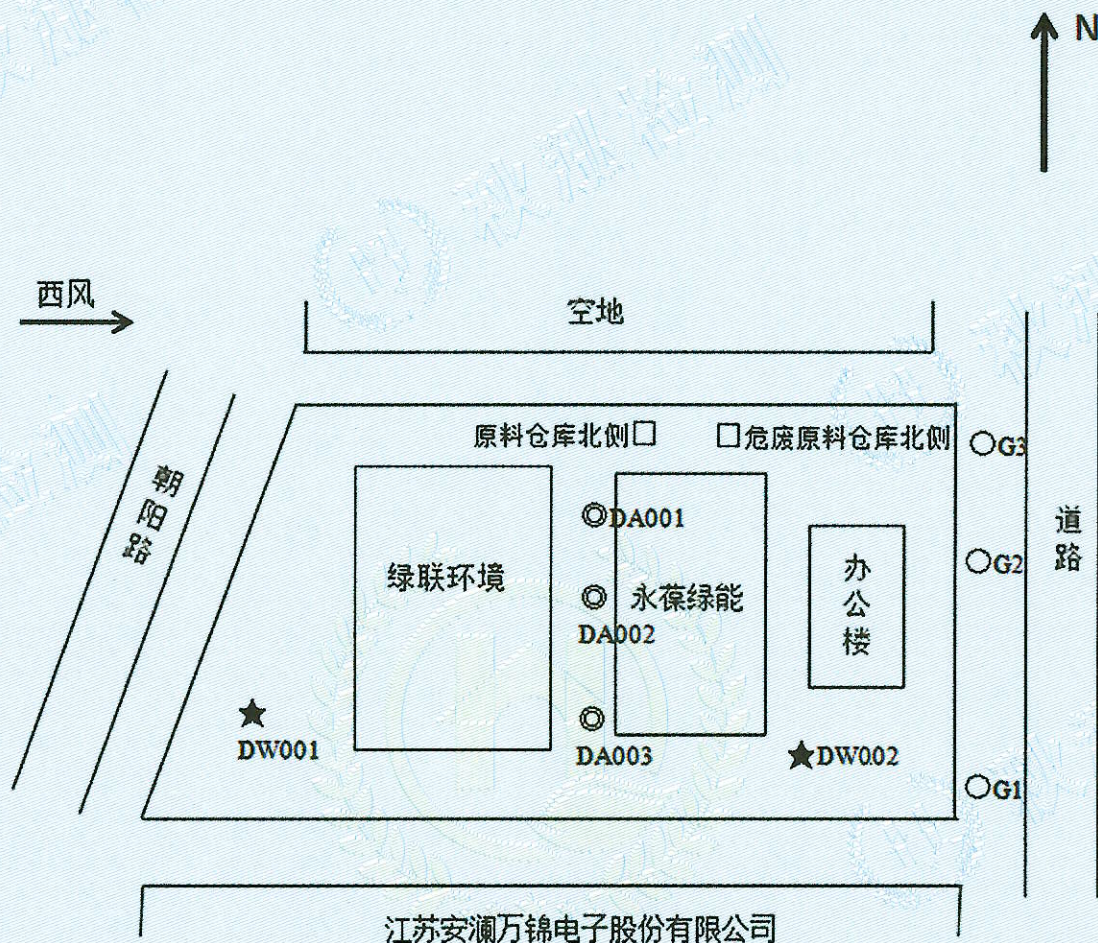 N
西风
空地
原料仓库北侧
危废原料仓库北侧
G3
朝阳路
DA001
道路
G2
绿联环境
永葆绿能
办公楼
DA002
DW001
DA003
DW002
G1
江苏安澜万锦电子股份有限公司